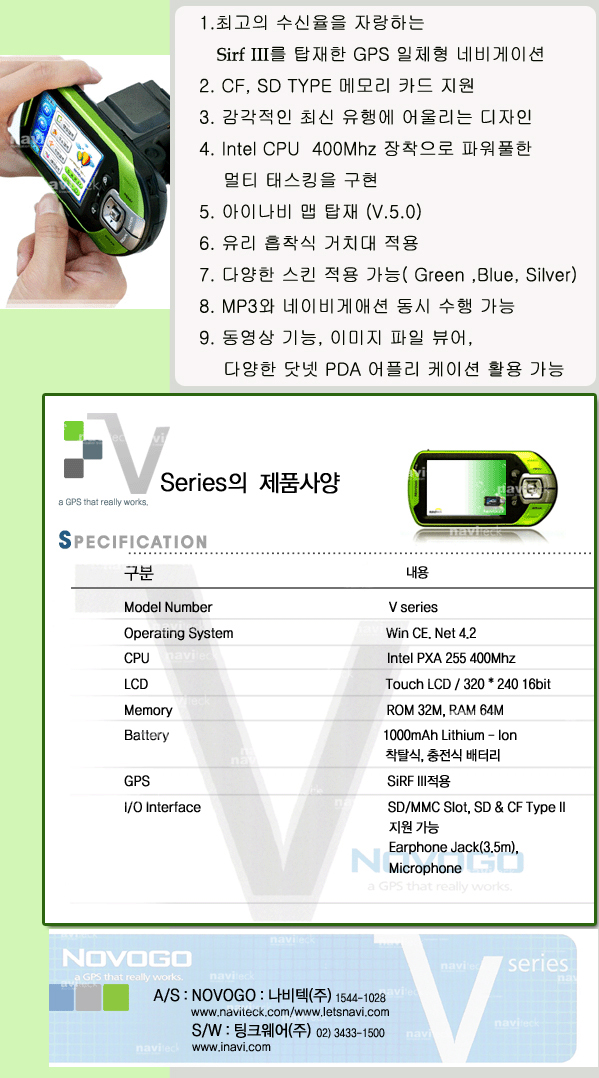 1.최고의 수신율을 자랑하는
Sirf III를 탑재한 GPS 일체형 네비게이션
2. CF, SD TYPE 메모리 카드 지원
3. 감각적인 최신 유행에 어울리는 디자인
4. Intel CPU 400Mhz 장착으로 파워풀한
멀티 태스킹을 구현
5. 아이나비 맵 탑재 (V.5.0)
6. 유리 흡착식 거치대 적용
7. 다양한 스킨 적용 가능( Green ,Blue, Silver)
8. MP3와 네이비게애션 동시 수행 가능
9. 동영상 기능, 이미지 파일 뷰어,
다양한 닷넷 PDA 어플리 케이션 활용 가능
V Series의 제품사양
a GPS that really works.
SPECIFICATION
구분 내용
Model Number V series
Operating System Win CE. Net 4.2
CPU Intel PXA 255 400Mhz
LCD Touch LCD / 320 * 240 16bit
Memory ROM 32M, RAM 64M
Battery 1000mAh Lithium - Ion
착탈식, 충전식 배터리
GPS SiRF III적용
I/O Interface SD/MMC Slot, SD & CF Type II
지원 가능
Earphone Jack(3.5m),
Microphone
NOVOGO
a GPS that really works.
NOVOGO
a GPS that really works.
V series
A/S : NOVOGO : 나비텍(주) 1544-1028
www.naviteck.com/www.letsnavi.com
S/W : 팅크웨어(주) 02) 3433-1500
www.inavi.com
naviteck